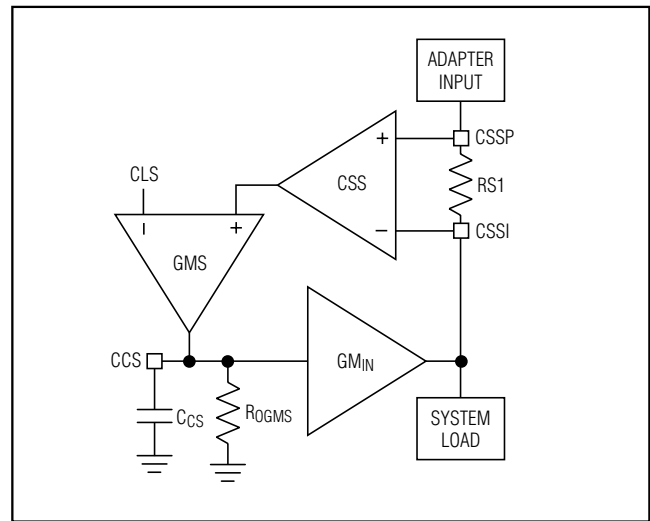 ADAPTER
INPUT
CSSP
+
CSS
RS1
CLS
−
CSSI
−
+
GMS
GMIN
CCS
CCS
ROGMS
SYSTEM
LOAD